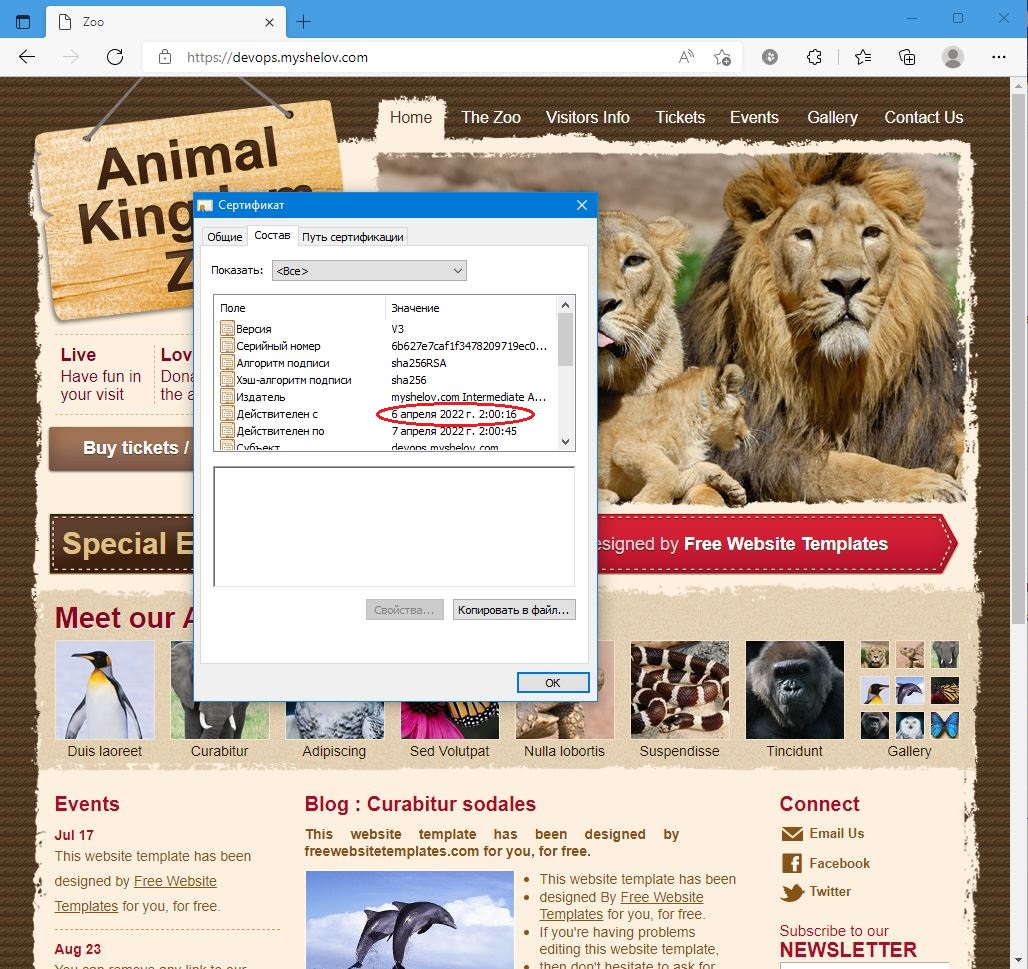 Zoo
https://devops.myshelov.com
Home The Zoo Visitors Info Tickets Events Gallery Contact Us
Animal
Сертификат
Общие Состав Путь сертификации
Показать: <Все>
Поле Значение
Версия V3
Серийный номер 6b627e7caf1f3478209719ec0...
Алгоритм подписи sha256RSA
Хэш-алгоритм подписи sha256
Издатель myshelov.com Intermediate A...
Действителен с 6 апреля 2022 г. 2:00:16
Действителен по 7 апреля 2022 г. 2:00:45
Субъект devops.myshelov.com
Свойства... Копировать в файл...
OK
Live
Have fun in
your visit
Buy tickets /
Special
designed by Free Website Templates
Meet our
Duis laoreet Curabitur Adipiscing Sed Volutpat Nulla lobortis Suspendisse Tincidunt Gallery
Events
Jul 17
This website template has been
designed by Free Website
Templates for you, for free.
Aug 23
You can remove any link to our
Blog : Curabitur sodales
This website template has been designed by
freewebsitetemplates.com for you, for free.
• This website template has been
• designed By Free Website
Templates for you, for free.
• If you're having problems
editing this website template,
• then don't hesitate to ask for
Connect
Email Us
Facebook
Twitter
Subscribe to our
NEWSLETTER